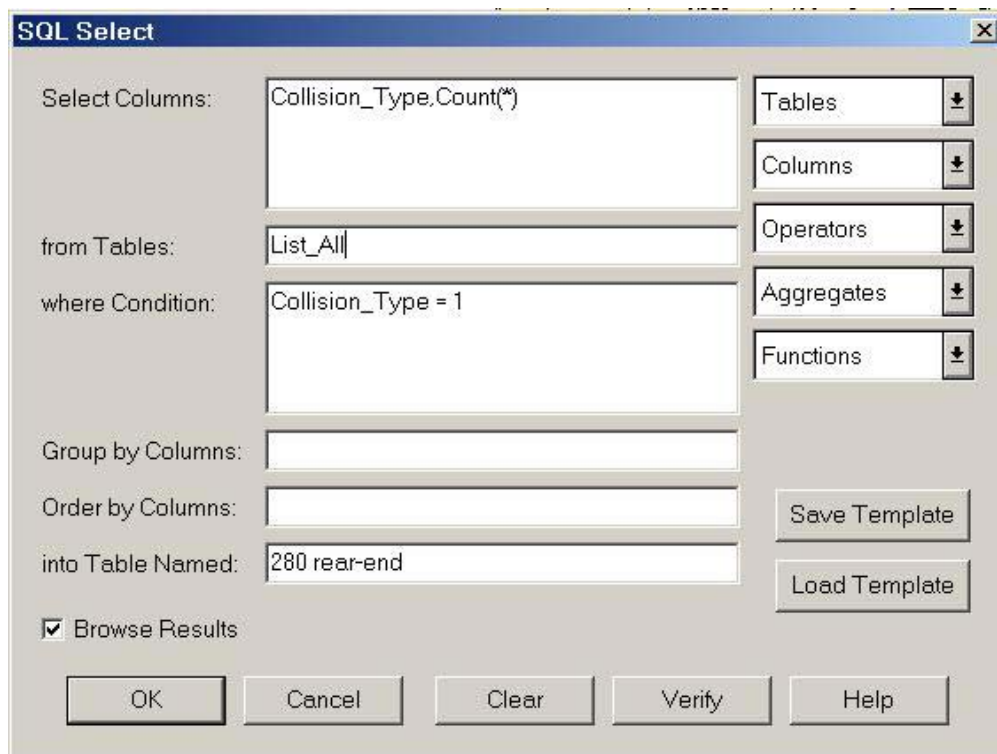 SQL Select
Select Columns:
Collision_Type,Count(*)
Tables
Columns
from Tables:
List_All
Operators
where Condition:
Collision_Type = 1
Aggregates
Functions
Group by Columns:
Order by Columns:
Save Template
into Table Named:
280 rear-end
Load Template
Browse Results
OK
Cancel
Clear
Verify
Help